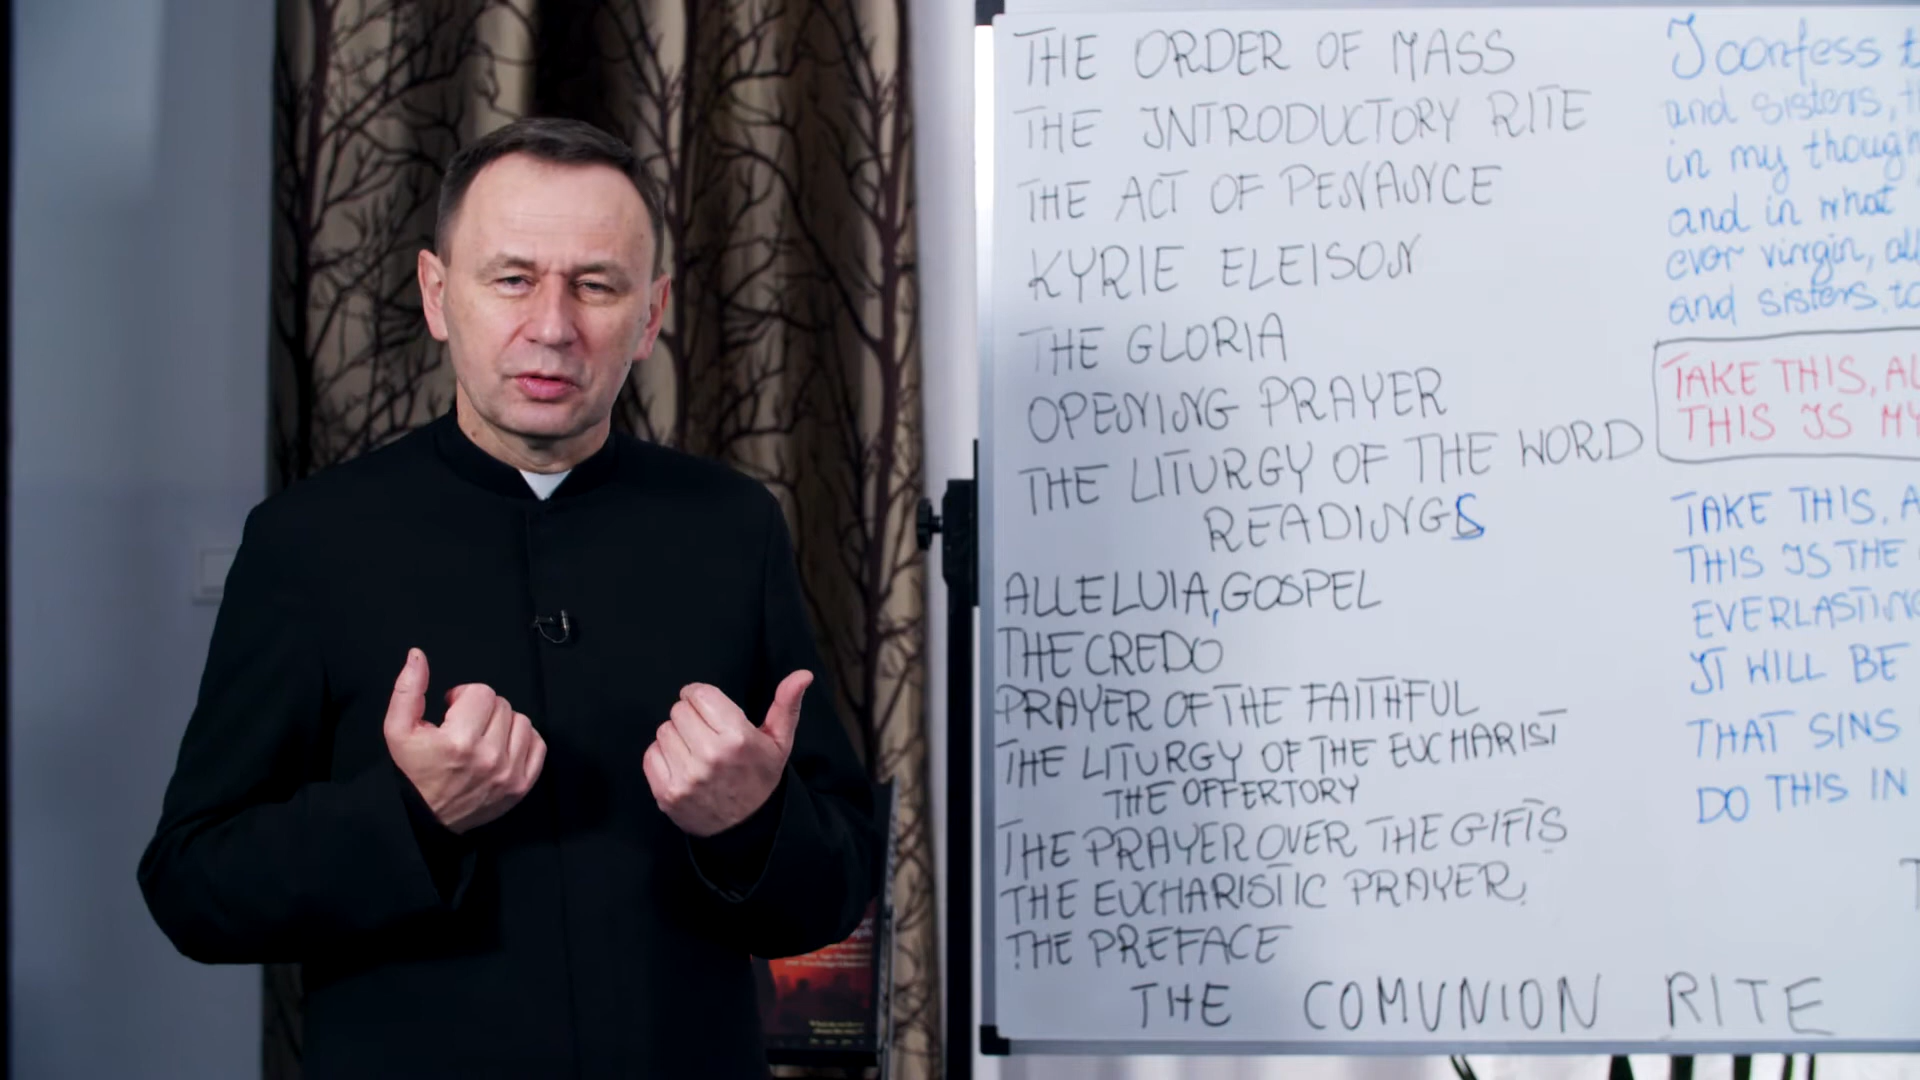 THE ORDER OF MASS
THE INTRODUCTORY RITE
THE ACT OF PENANCE
KYRIE ELEISON
THE GLORIA
OPENING PRAYER
THE LITURGY OF THE WORD
READINGS
ALLELUIA, GOSPEL
THE CREDO
PRAYER OF THE FAITHFUL
THE LITURGY OF THE EUCHARIST
THE OFFERTORY
THE PRAYER OVER THE GIFTS
THE EUCHARISTIC PRAYER
THE PREFACE
THE COMUNION RITE
I confess
and sisters,
in my
and in what
ever virgin,
and sisters,
TAKE THIS,
THIS IS MY
TAKE THIS,
THIS IS THE
EVERLASTING
IT WILL BE
THAT SINS
DO THIS IN